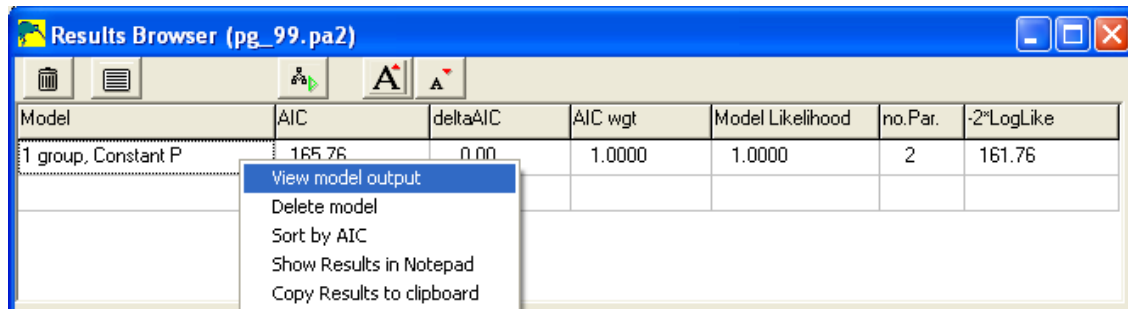 Results Browser (pg_99.pa2)
A A
Model AIC deltaAIC AIC wgt Model Likelihood no.Par. -2*LogLike
1 group, Constant P 165.76 0.00 1.0000 1.0000 2 161.76
View model output
Delete model
Sort by AIC
Show Results in Notepad
Copy Results to clipboard